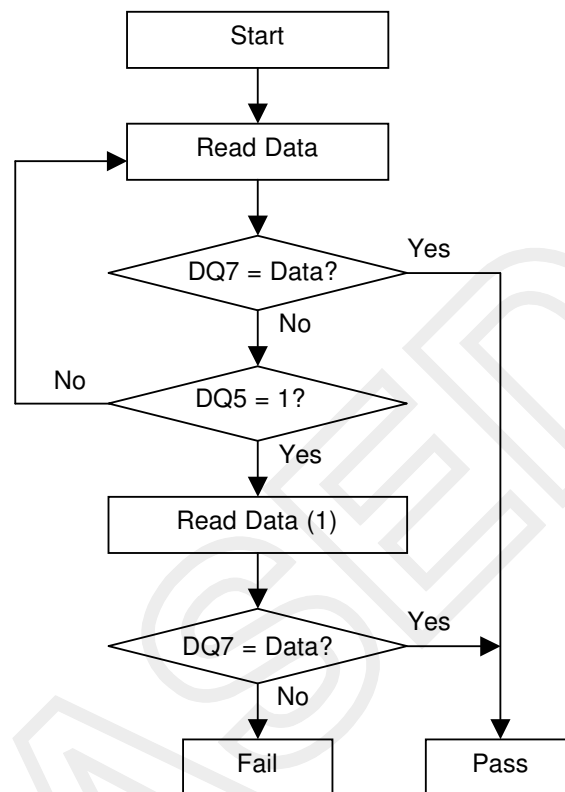 Start
Read Data
DQ7 = Data?
Yes
No
No
DQ5 = 1?
Yes
Read Data (1)
DQ7 = Data?
Yes
No
Fail
Pass